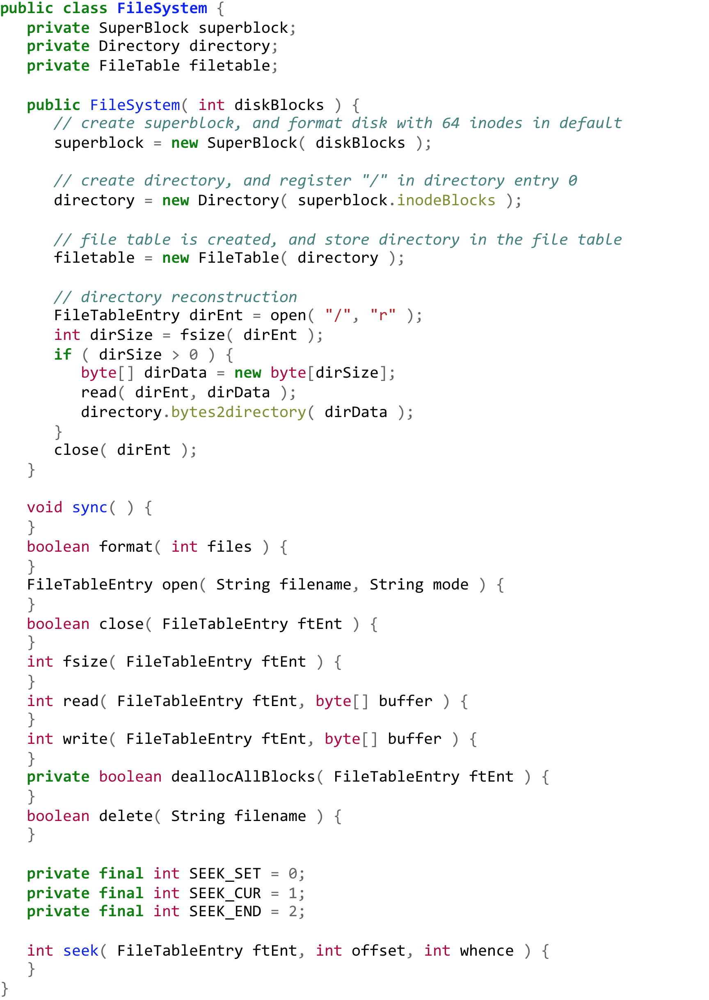 public class FileSystem {
   private SuperBlock superblock;
   private Directory directory;
   private FileTable filetable;

   public FileSystem( int diskBlocks ) {
      // create superblock, and format disk with 64 inodes in default
      superblock = new SuperBlock( diskBlocks );

      // create directory, and register "/" in directory entry 0
      directory = new Directory( superblock.inodeBlocks );

      // file table is created, and store directory in the file table
      filetable = new FileTable( directory );

      // directory reconstruction
      FileTableEntry dirEnt = open( "/", "r" );
      int dirSize = fsize( dirEnt );
      if ( dirSize > 0 ) {
         byte[] dirData = new byte[dirSize];
         read( dirEnt, dirData );
         directory.bytes2directory( dirData );
      }
      close( dirEnt );
   }

   void sync( ) {
   }
   boolean format( int files ) {
   }
   FileTableEntry open( String filename, String mode ) {
   }
   boolean close( FileTableEntry ftEnt ) {
   }
   int fsize( FileTableEntry ftEnt ) {
   }
   int read( FileTableEntry ftEnt, byte[] buffer ) {
   }
   int write( FileTableEntry ftEnt, byte[] buffer ) {
   }
   private boolean deallocAllBlocks( FileTableEntry ftEnt ) {
   }
   boolean delete( String filename ) {
   }

   private final int SEEK_SET = 0;
   private final int SEEK_CUR = 1;
   private final int SEEK_END = 2;

   int seek( FileTableEntry ftEnt, int offset, int whence ) {
   }
}